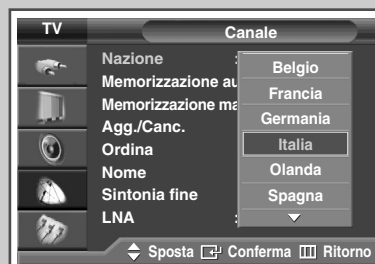 TV
Canale
Nazione :
Memorizzazione au
Memorizzazione ma
Agg./Canc.
Ordina
Nome
Sintonia fine
LNA :
Belgio
Francia
Germania
Italia
Olanda
Spagna
Sposta Conferma Ritorno